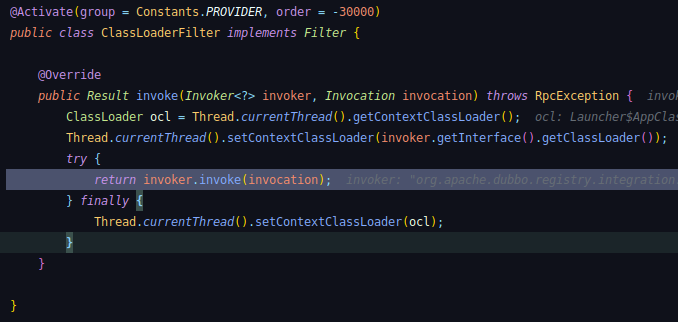 @Activate(group = Constants.PROVIDER, order = -30000)
public class ClassLoaderFilter implements Filter {
@Override
public Result invoke(Invoker<?> invoker, Invocation invocation) throws RpcException {  invok
ClassLoader ocl = Thread.currentThread().getContextClassLoader();  ocl: Launcher$AppClas
Thread.currentThread().setContextClassLoader(invoker.getInterface().getClassLoader());
try {
return invoker.invoke(invocation);  invoker: "org.apache.dubbo.registry.integration
} finally {
Thread.currentThread().setContextClassLoader(ocl);
}
}
}